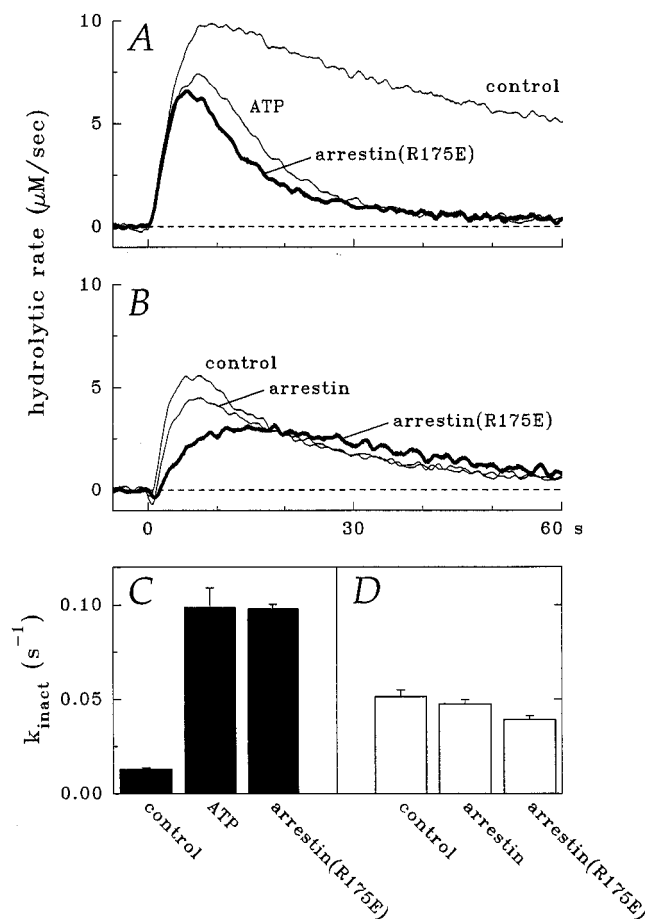 hydrolytic rate (μM/sec)
A
10
5
0
control
ATP
arrestin(R175E)
B
10
5
0
control
arrestin
arrestin(R175E)
0
30
60 s
C
D
k_inact (s⁻¹)
0.10
0.05
0.00
control
ATP
arrestin(R175E)
control
arrestin
arrestin(R175E)